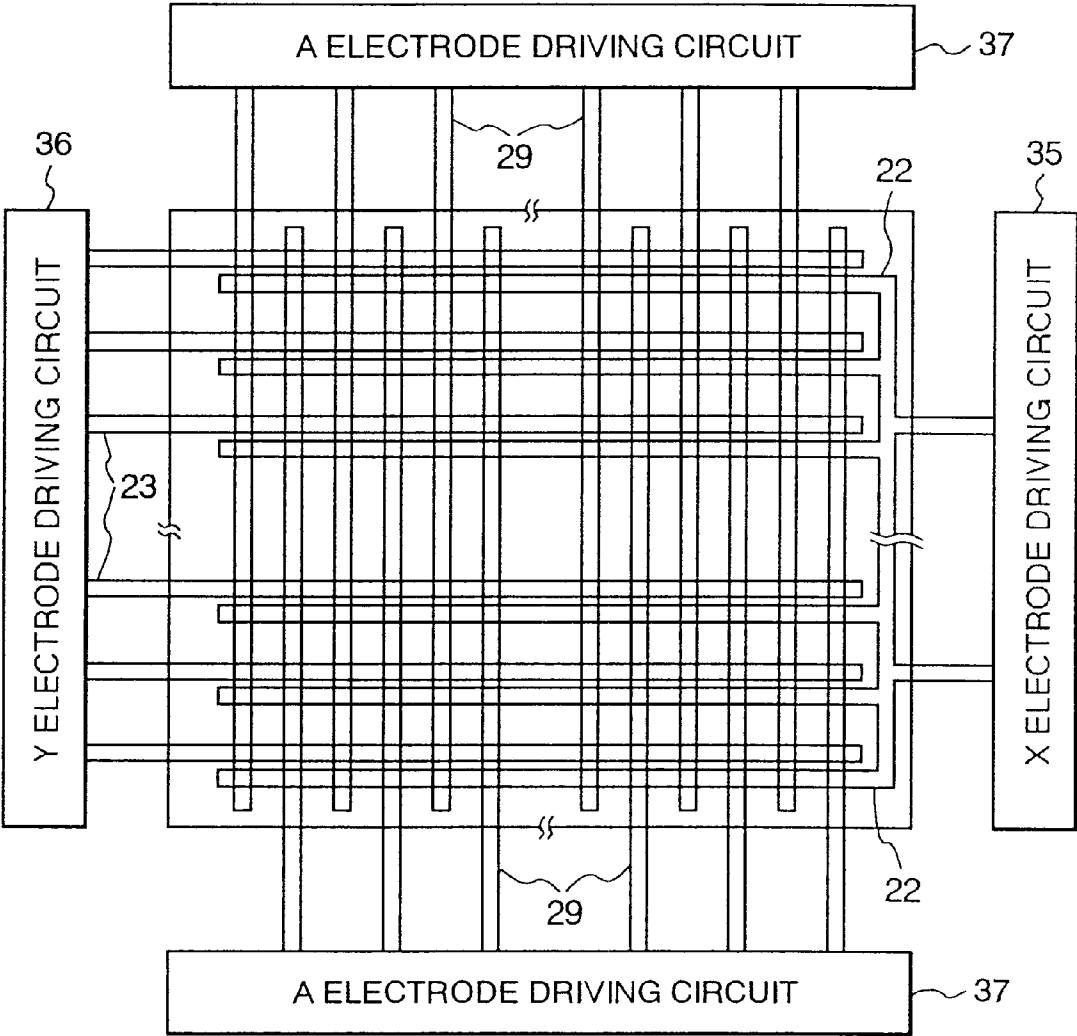 A ELECTRODE DRIVING CIRCUIT
37
29
36
35
22
Y ELECTRODE DRIVING CIRCUIT
X ELECTRODE DRIVING CIRCUIT
23
22
29
A ELECTRODE DRIVING CIRCUIT
37